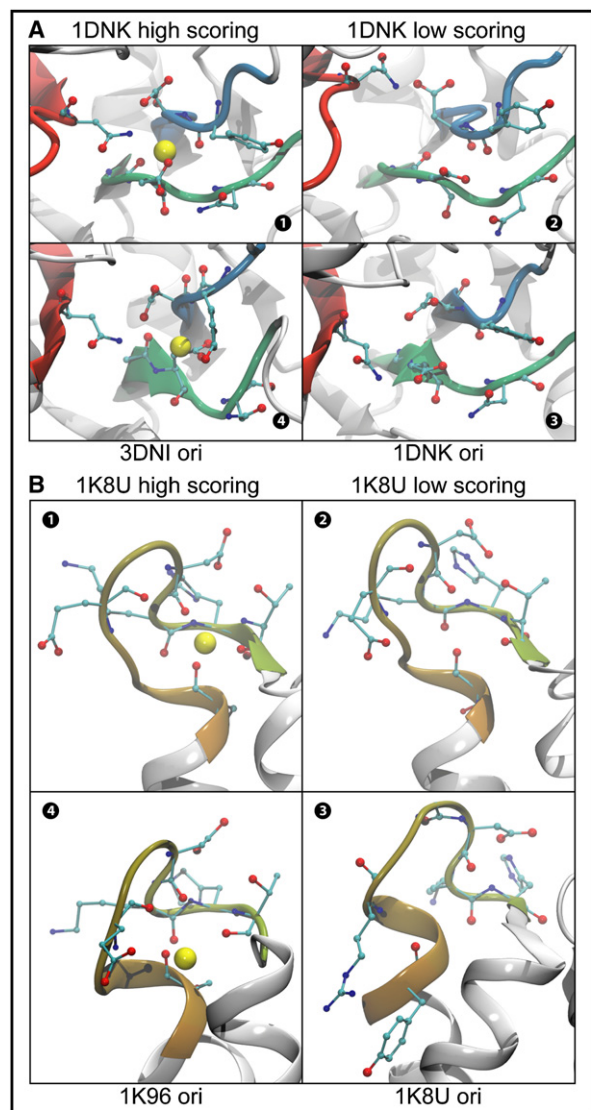 A
1DNK high scoring
1DNK low scoring
1
2
4
3
3DNI ori
1DNK ori
B
1K8U high scoring
1K8U low scoring
1
2
4
3
1K96 ori
1K8U ori